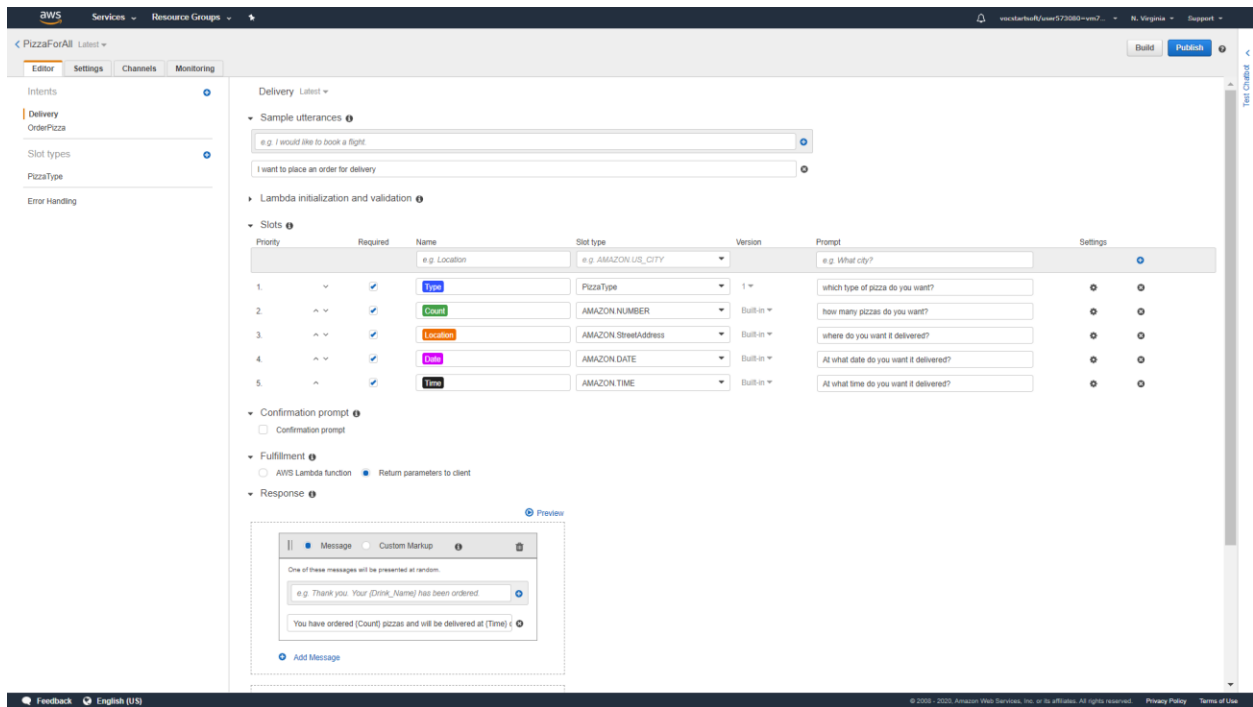 aws Services Resource Groups vocstartsoft/user573080=vm7... N. Virginia Support
PizzaForAll Latest Build Publish
Editor Settings Channels Monitoring
Test Chatbot
Intents
Delivery
OrderPizza
Slot types
PizzaType
Error Handling
Delivery Latest
Sample utterances
e.g. I would like to book a flight.
I want to place an order for delivery
Lambda initialization and validation
Slots
Priority Required Name Slot type Version Prompt Settings
e.g. Location e.g. AMAZON.US_CITY e.g. What city?
1. Type PizzaType 1 which type of pizza do you want?
2. Count AMAZON.NUMBER Built-in how many pizzas do you want?
3. Location AMAZON.StreetAddress Built-in where do you want it delivered?
4. Date AMAZON.DATE Built-in At what date do you want it delivered?
5. Time AMAZON.TIME Built-in At what time do you want it delivered?
Confirmation prompt
Confirmation prompt
Fulfillment
AWS Lambda function Return parameters to client
Response
Preview
Message Custom Markup
One of these messages will be presented at random.
e.g. Thank you. Your {Drink_Name} has been ordered.
You have ordered {Count} pizzas and will be delivered at {Time}
Add Message
Feedback English (US) © 2008 - 2020, Amazon Web Services, Inc. or its affiliates. All rights reserved. Privacy Policy Terms of Use